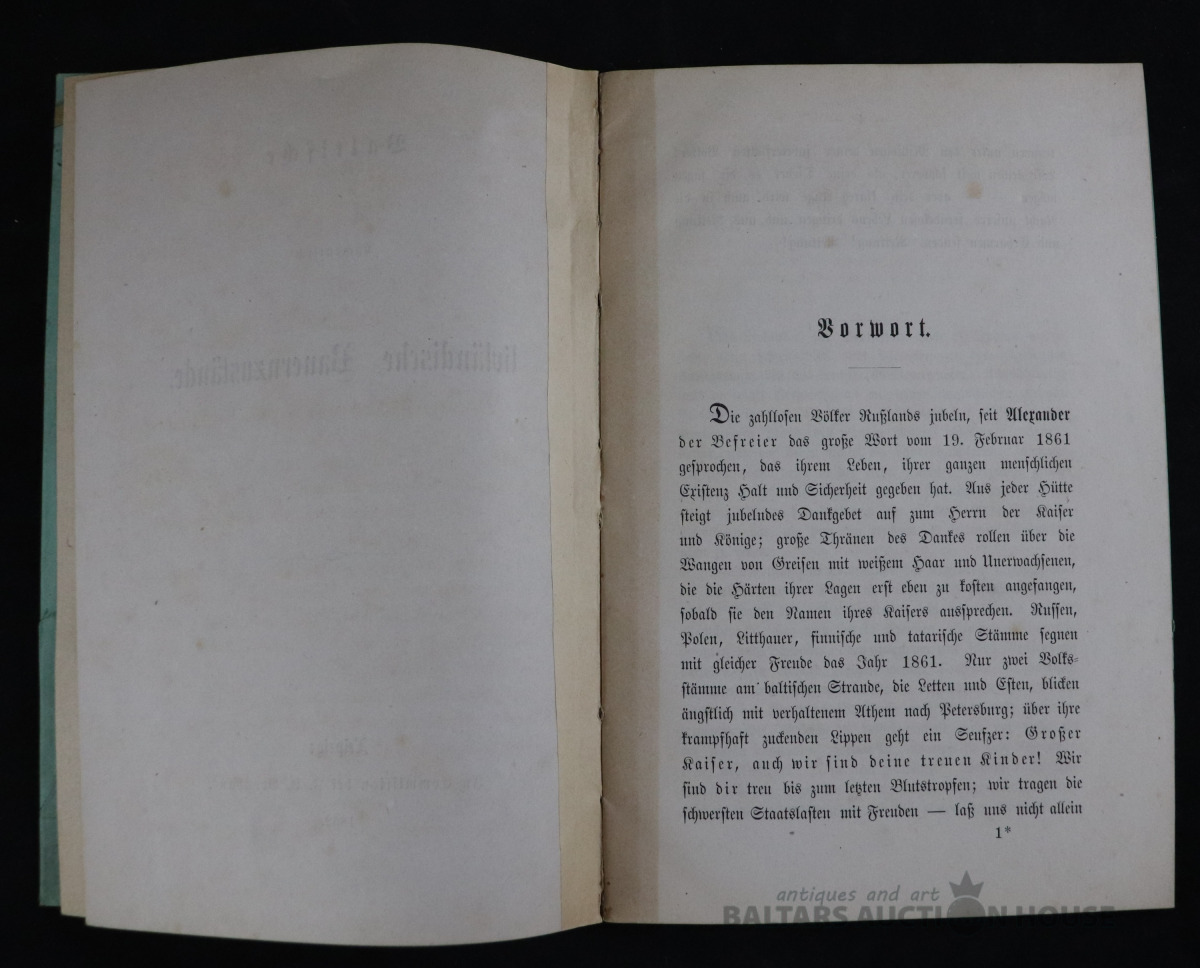 livländische Bauernzustände.
Vorwort.
Die zahllosen Völker Rußlands jubeln, seit Alexander
der Befreier das große Wort vom 19. Februar 1861
gesprochen, das ihrem Leben, ihrer ganzen menschlichen
Existenz Halt und Sicherheit gegeben hat. Aus jeder Hütte
steigt jubelndes Dankgebet auf zum Herrn der Kaiser
und Könige; große Thränen des Dankes rollen über die
Wangen von Greisen mit weißem Haar und Unerwachsenen,
die die Härten ihrer Lagen erst eben zu kosten angefangen,
sobald sie den Namen ihres Kaisers aussprechen. Russen,
Polen, Litthauer, finnische und tatarische Stämme segnen
mit gleicher Freude das Jahr 1861. Nur zwei Volks-
stämme am baltischen Strande, die Letten und Esten, blicken
ängstlich mit verhaltenem Athem nach Petersburg; über ihre
krampfhaft zuckenden Lippen geht ein Seufzer: Großer
Kaiser, auch wir sind deine treuen Kinder! Wir
sind dir treu bis zum letzten Blutstropfen; wir tragen die
schwersten Staatslasten mit Freuden — laß uns nicht allein
1*
antiques and art
BALTARS AUCTION HOUSE